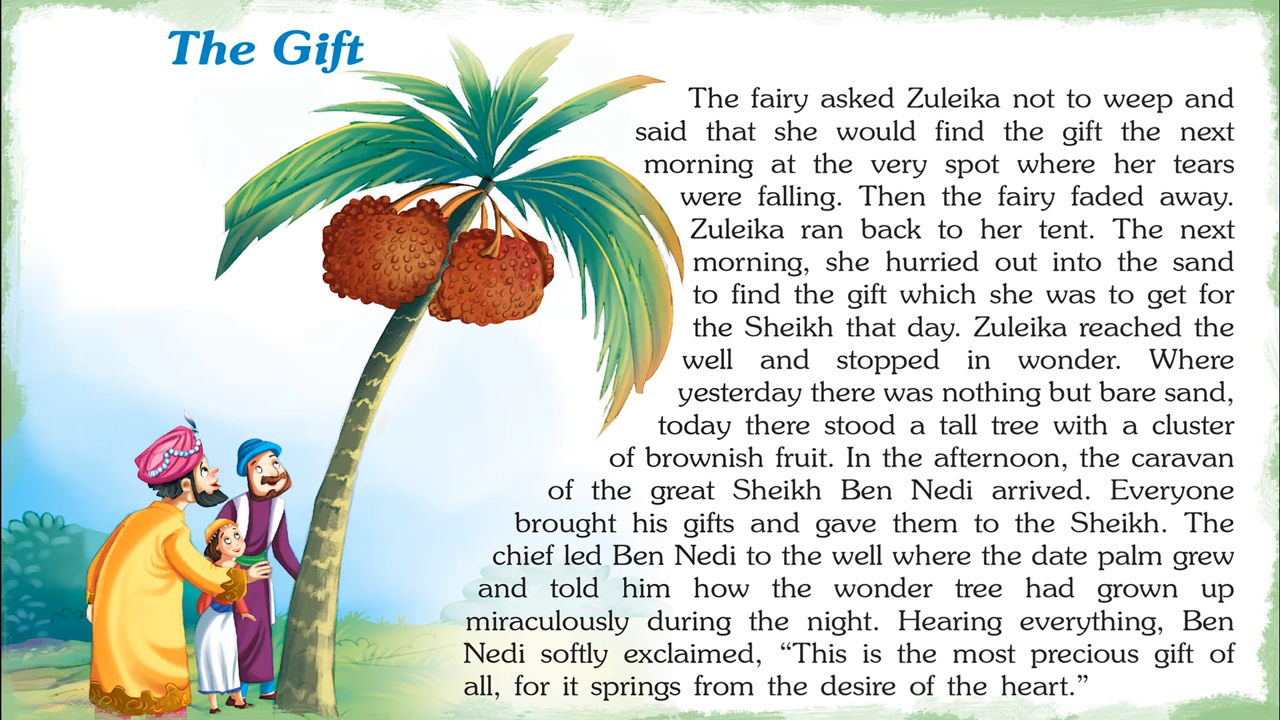 The Gift
The fairy asked Zuleika not to weep and
said that she would find the gift the next
morning at the very spot where her tears
were falling. Then the fairy faded away.
Zuleika ran back to her tent. The next
morning, she hurried out into the sand
to find the gift which she was to get for
the Sheikh that day. Zuleika reached the
well and stopped in wonder. Where
yesterday there was nothing but bare sand,
today there stood a tall tree with a cluster
of brownish fruit. In the afternoon, the caravan
of the great Sheikh Ben Nedi arrived. Everyone
brought his gifts and gave them to the Sheikh. The
chief led Ben Nedi to the well where the date palm grew
and told him how the wonder tree had grown up
miraculously during the night. Hearing everything, Ben
Nedi softly exclaimed, “This is the most precious gift of
all, for it springs from the desire of the heart.”